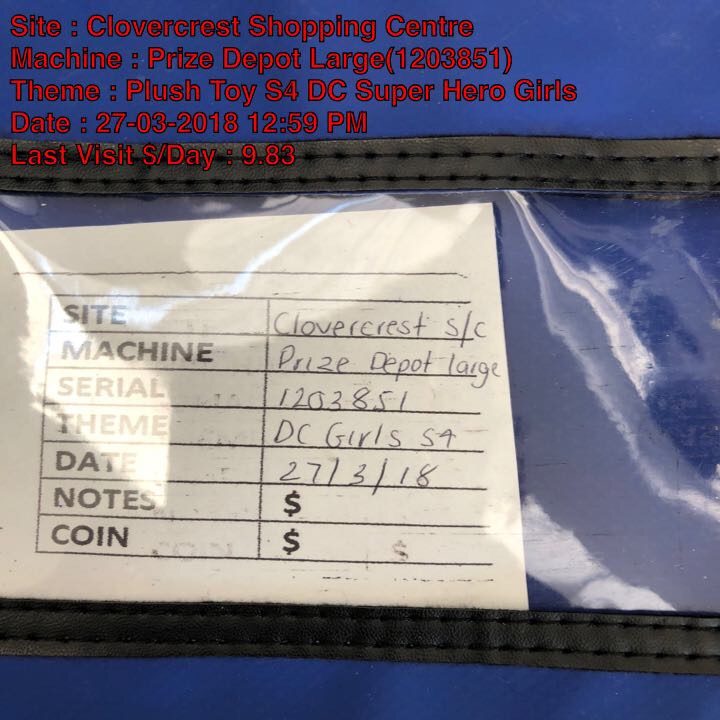 Site : Clovercrest Shopping Centre
Machine : Prize Depot Large(1203851)
Theme : Plush Toy S4 DC Super Hero Girls
Date : 27-03-2018 12:59 PM
Last Visit $/Day : 9.83
SITE Clovercrest s/c
MACHINE Prize Depot large
SERIAL 1203851
THEME DC Girls S4
DATE 27/3/18
NOTES $
COIN $